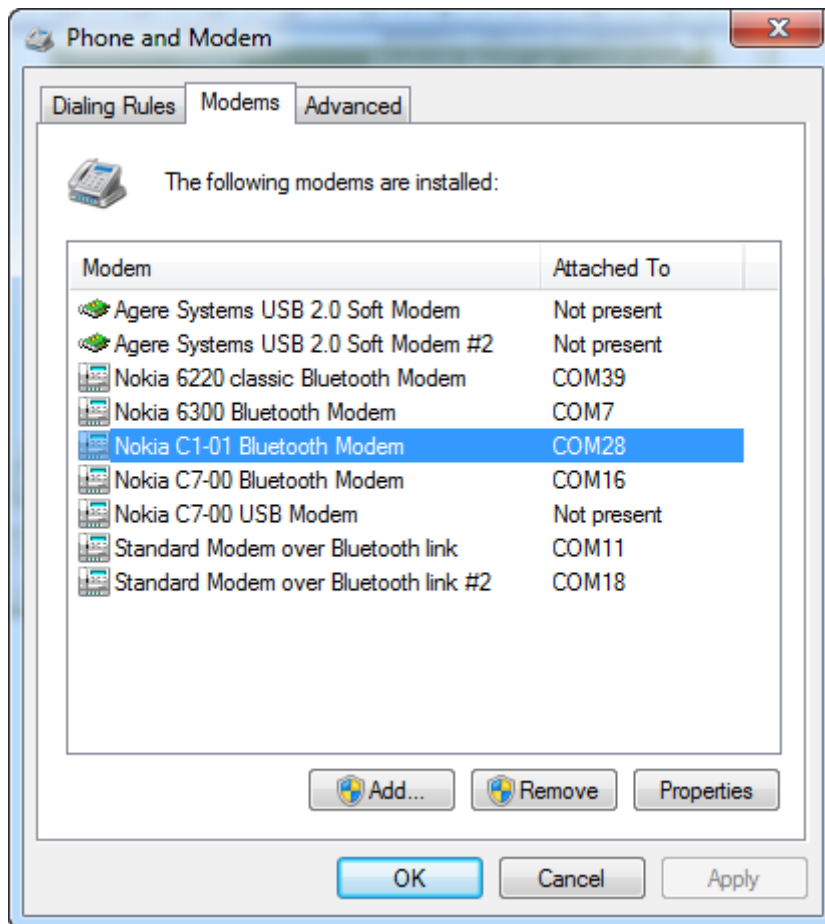 Phone and Modem
Dialing Rules Modems Advanced
The following modems are installed:
Modem Attached To
Agere Systems USB 2.0 Soft Modem Not present
Agere Systems USB 2.0 Soft Modem #2 Not present
Nokia 6220 classic Bluetooth Modem COM39
Nokia 6300 Bluetooth Modem COM7
Nokia C1-01 Bluetooth Modem COM28
Nokia C7-00 Bluetooth Modem COM16
Nokia C7-00 USB Modem Not present
Standard Modem over Bluetooth link COM11
Standard Modem over Bluetooth link #2 COM18
Add... Remove Properties
OK Cancel Apply